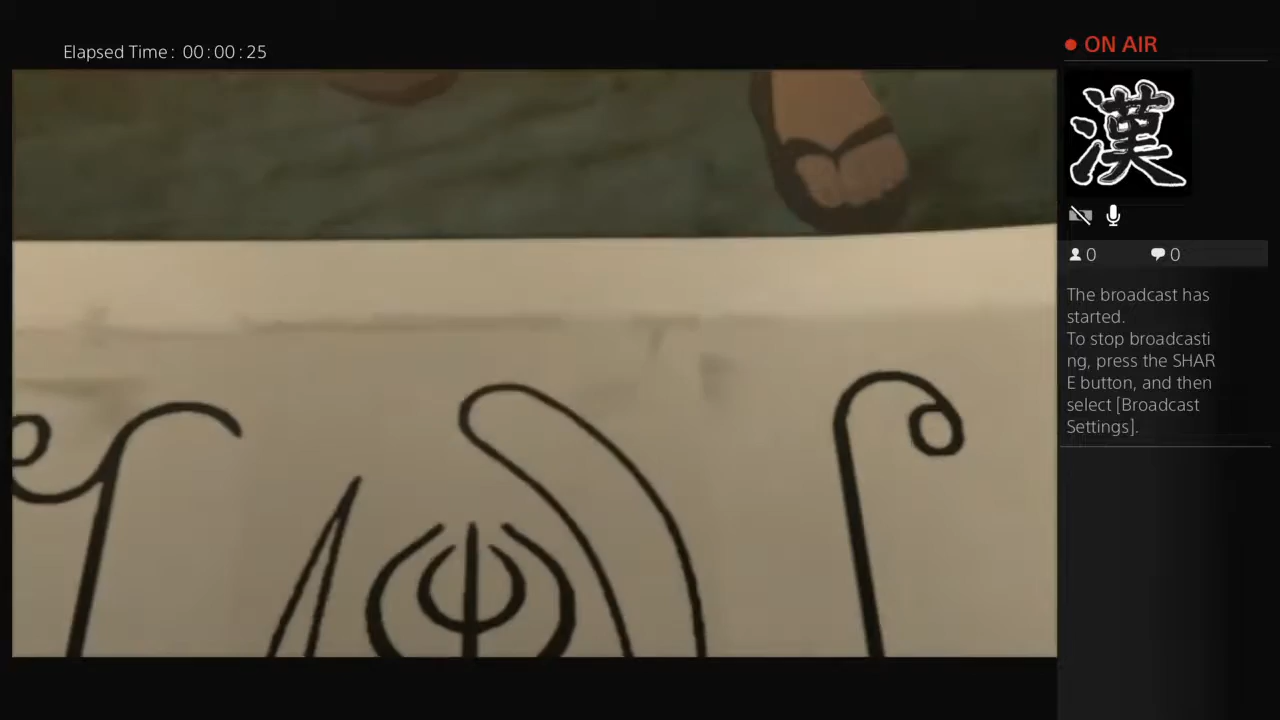 Elapsed Time: 00:00:25
ON AIR
漢
0 0
The broadcast has
started.
To stop broadcasti
ng, press the SHAR
E button, and then
select [Broadcast
Settings].